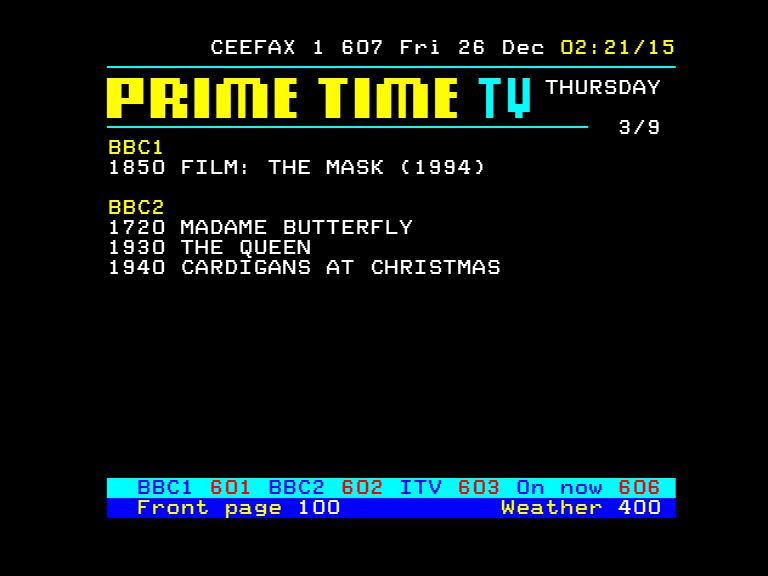 CEEFAX 1 607 Fri 26 Dec 02:21/15
PRIME TIME TV THURSDAY
3/9
BBC1
1850 FILM: THE MASK (1994)
BBC2
1720 MADAME BUTTERFLY
1930 THE QUEEN
1940 CARDIGANS AT CHRISTMAS
BBC1 601 BBC2 602 ITV 603 On now 606
Front page 100 Weather 400